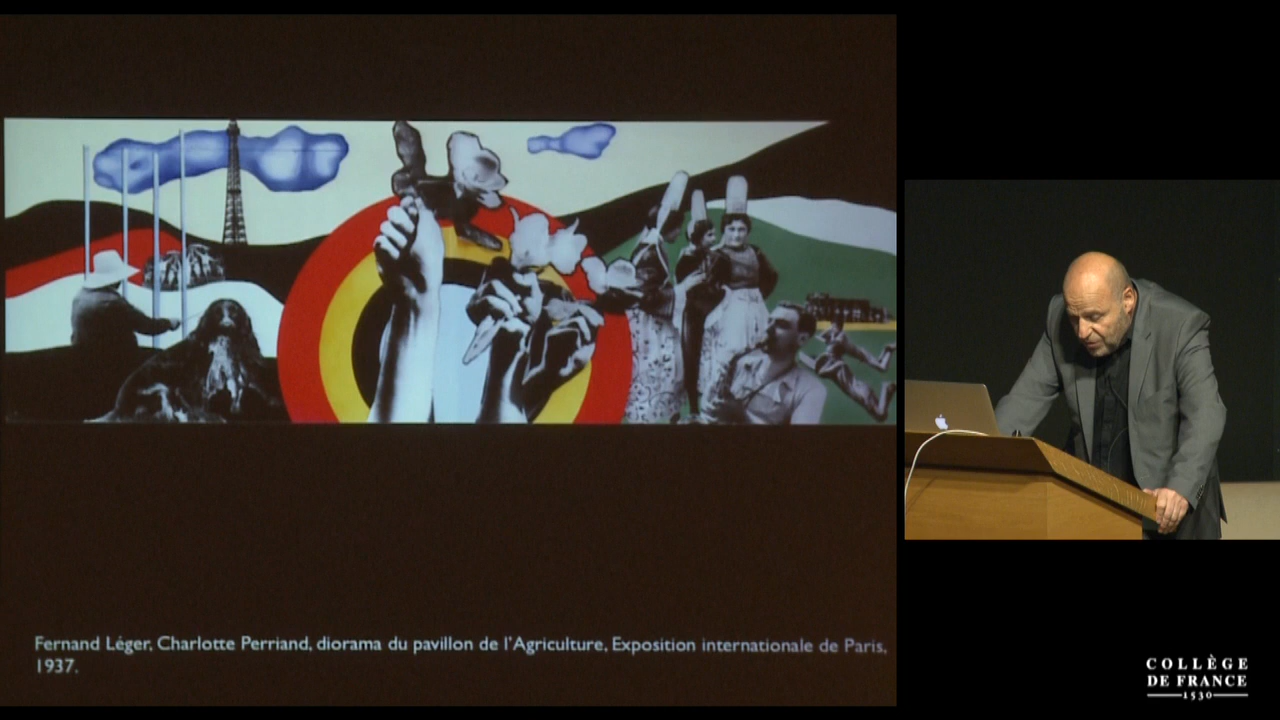 Fernand Léger, Charlotte Perriand, diorama du pavillon de l'Agriculture, Exposition internationale de Paris,
1937.
COLLÈGE
DE FRANCE
1530